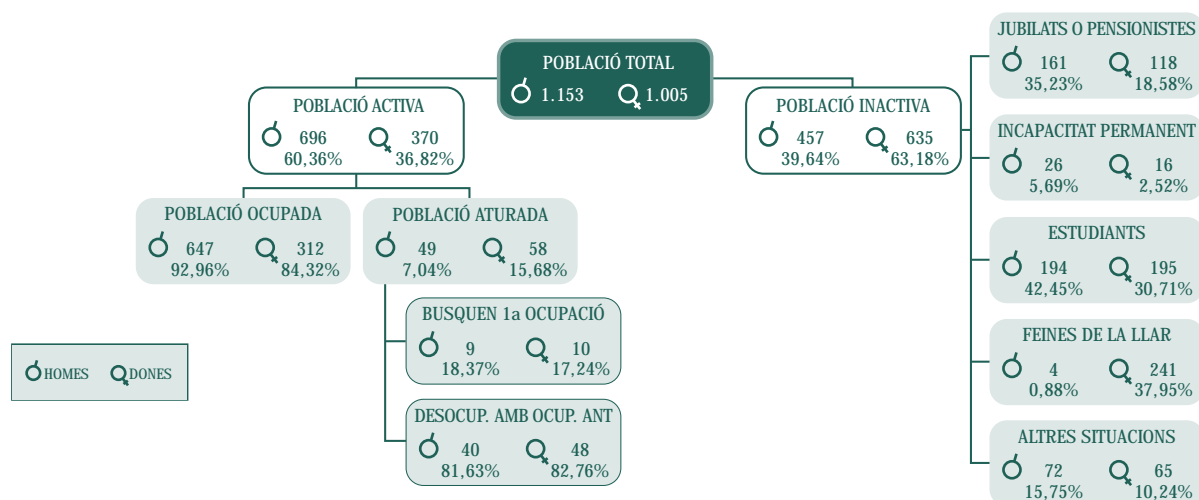 POBLACIÓ TOTAL
1.153 1.005
POBLACIÓ ACTIVA
696 370
60,36% 36,82%
POBLACIÓ INACTIVA
457 635
39,64% 63,18%
POBLACIÓ OCUPADA
647 312
92,96% 84,32%
POBLACIÓ ATURADA
49 58
7,04% 15,68%
BUSQUEN 1a OCUPACIÓ
9 10
18,37% 17,24%
DESOCUP. AMB OCUP. ANT
40 48
81,63% 82,76%
JUBILATS O PENSIONISTES
161 118
35,23% 18,58%
INCAPACITAT PERMANENT
26 16
5,69% 2,52%
ESTUDIANTS
194 195
42,45% 30,71%
FEINES DE LA LLAR
4 241
0,88% 37,95%
ALTRES SITUACIONS
72 65
15,75% 10,24%
HOMES DONES